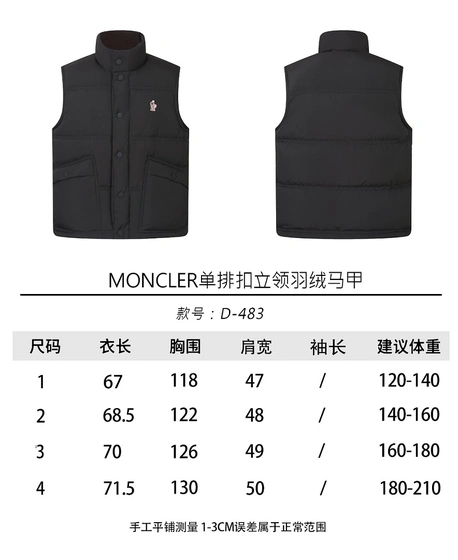 MONCLER单排扣立领羽绒马甲
款号：D-483
尺码 衣长 胸围 肩宽 袖长 建议体重
1 67 118 47 / 120-140
2 68.5 122 48 / 140-160
3 70 126 49 / 160-180
4 71.5 130 50 / 180-210
手工平铺测量1-3CM误差属于正常范围